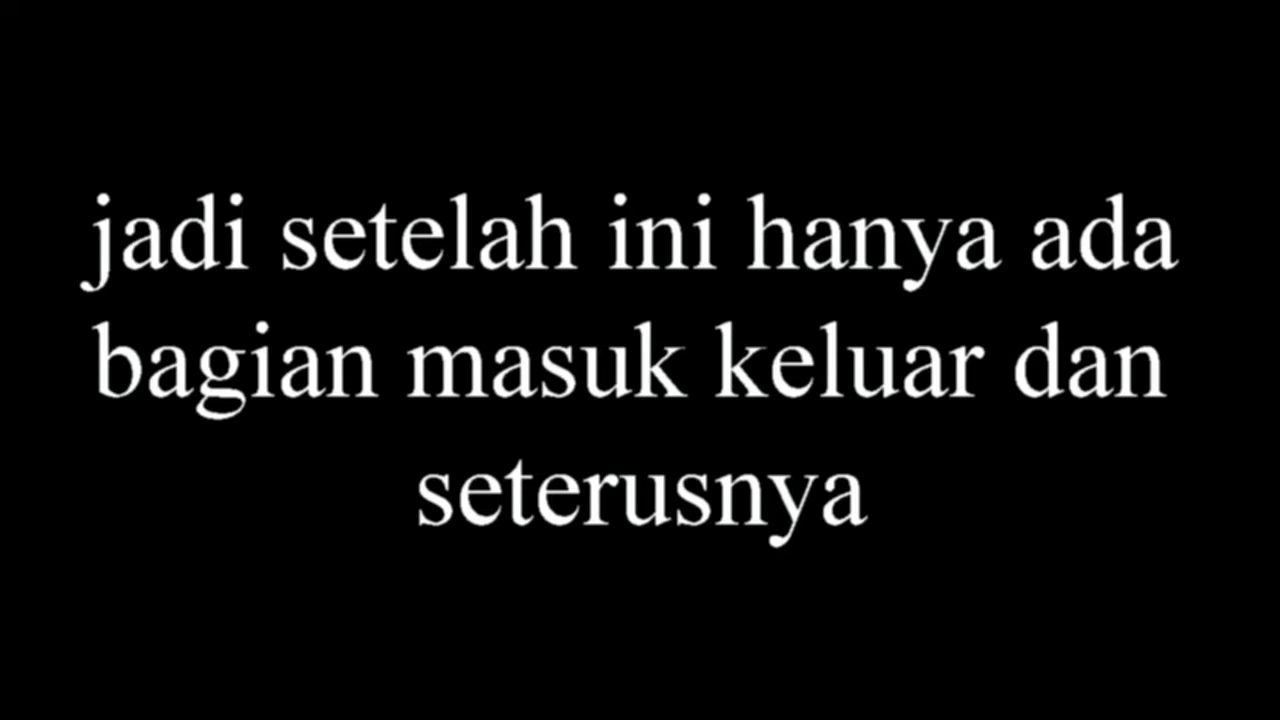 jadi setelah ini hanya ada
bagian masuk keluar dan
seterusnya